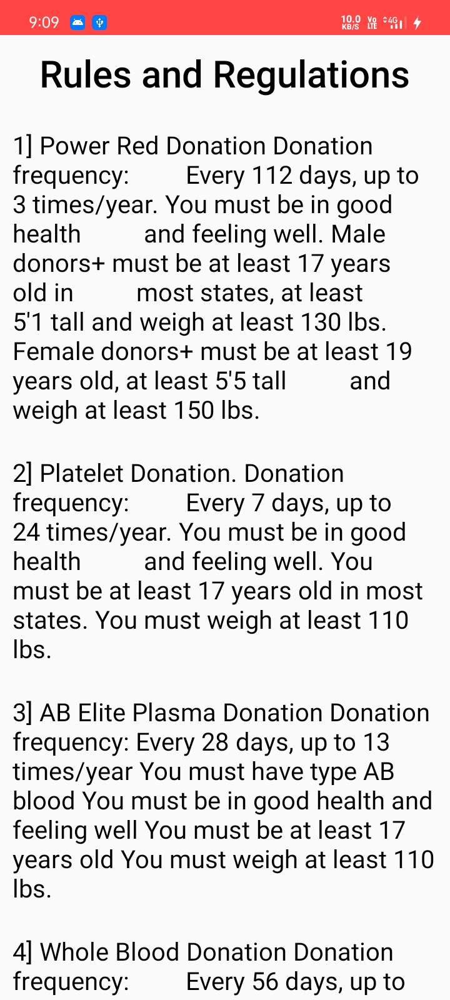 9:09
10.0 KB/S Vo LTE 4G
Rules and Regulations
1] Power Red Donation Donation
frequency: Every 112 days, up to
3 times/year. You must be in good
health and feeling well. Male
donors+ must be at least 17 years
old in most states, at least
5'1 tall and weigh at least 130 lbs.
Female donors+ must be at least 19
years old, at least 5'5 tall and
weigh at least 150 lbs.
2] Platelet Donation. Donation
frequency: Every 7 days, up to
24 times/year. You must be in good
health and feeling well. You
must be at least 17 years old in most
states. You must weigh at least 110
lbs.
3] AB Elite Plasma Donation Donation
frequency: Every 28 days, up to 13
times/year You must have type AB
blood You must be in good health and
feeling well You must be at least 17
years old You must weigh at least 110
lbs.
4] Whole Blood Donation Donation
frequency: Every 56 days, up to